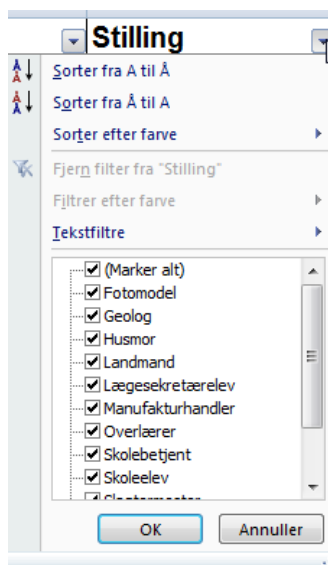 Stilling
Sorter fra A til Å
Sorter fra Å til A
Sorter efter farve
Fjern filter fra "Stilling"
Filtrer efter farve
Tekstfiltre
(Marker alt)
Fotomodel
Geolog
Husmor
Landmand
Lægesekretærelev
Manufakturhandler
Overlærer
Skolebetjent
Skoleelev
OK Annuller